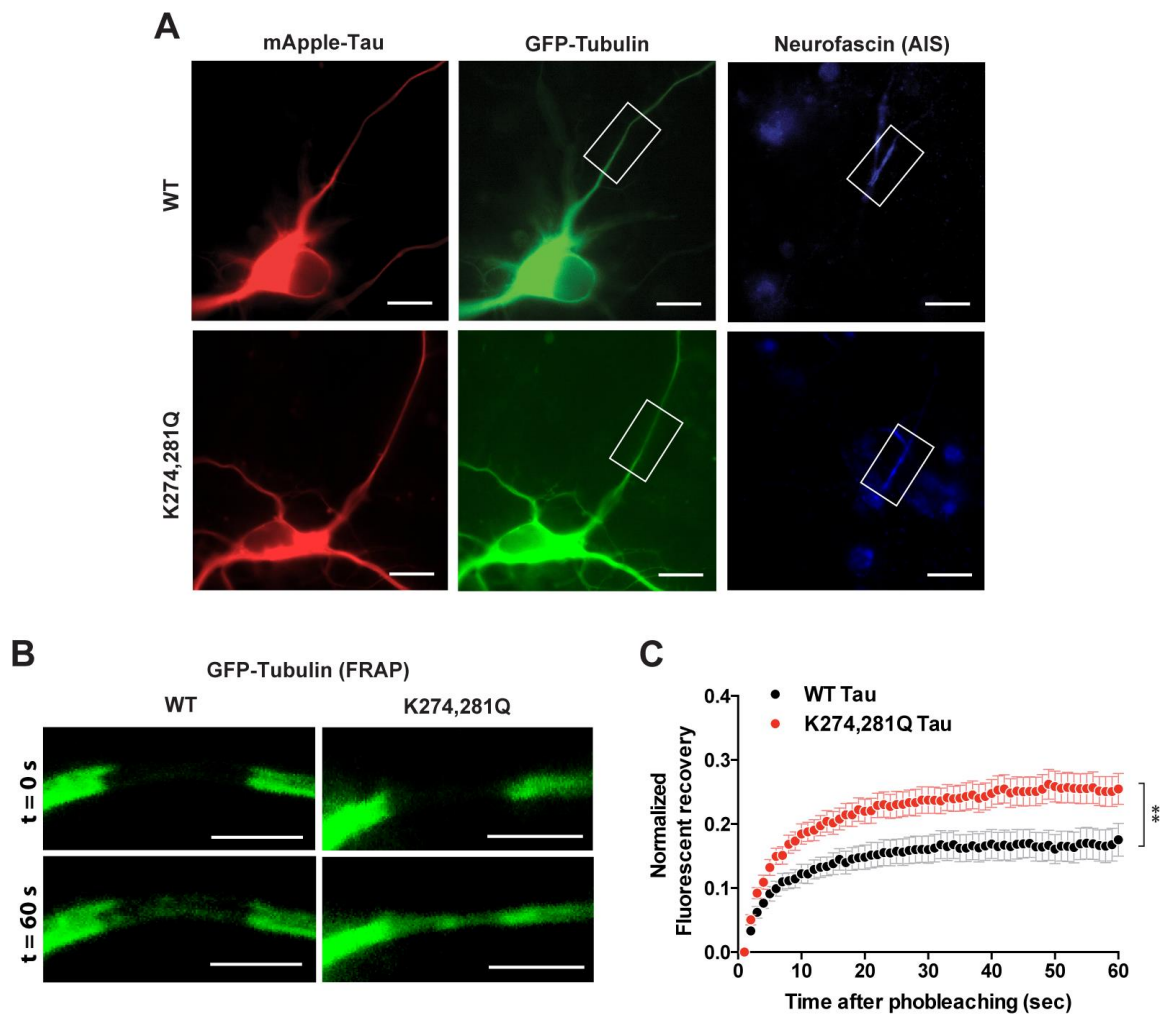 A
mApple-Tau
GFP-Tubulin
Neurofascin (AIS)
WT
K274,281Q
B
GFP-Tubulin (FRAP)
WT
K274,281Q
t = 0 s
t = 60 s
C
WT Tau
K274,281Q Tau
Normalized
Fluorescent recovery
0.4
0.3
0.2
0.1
0.0
**
0 10 20 30 40 50 60
Time after phobleaching (sec)